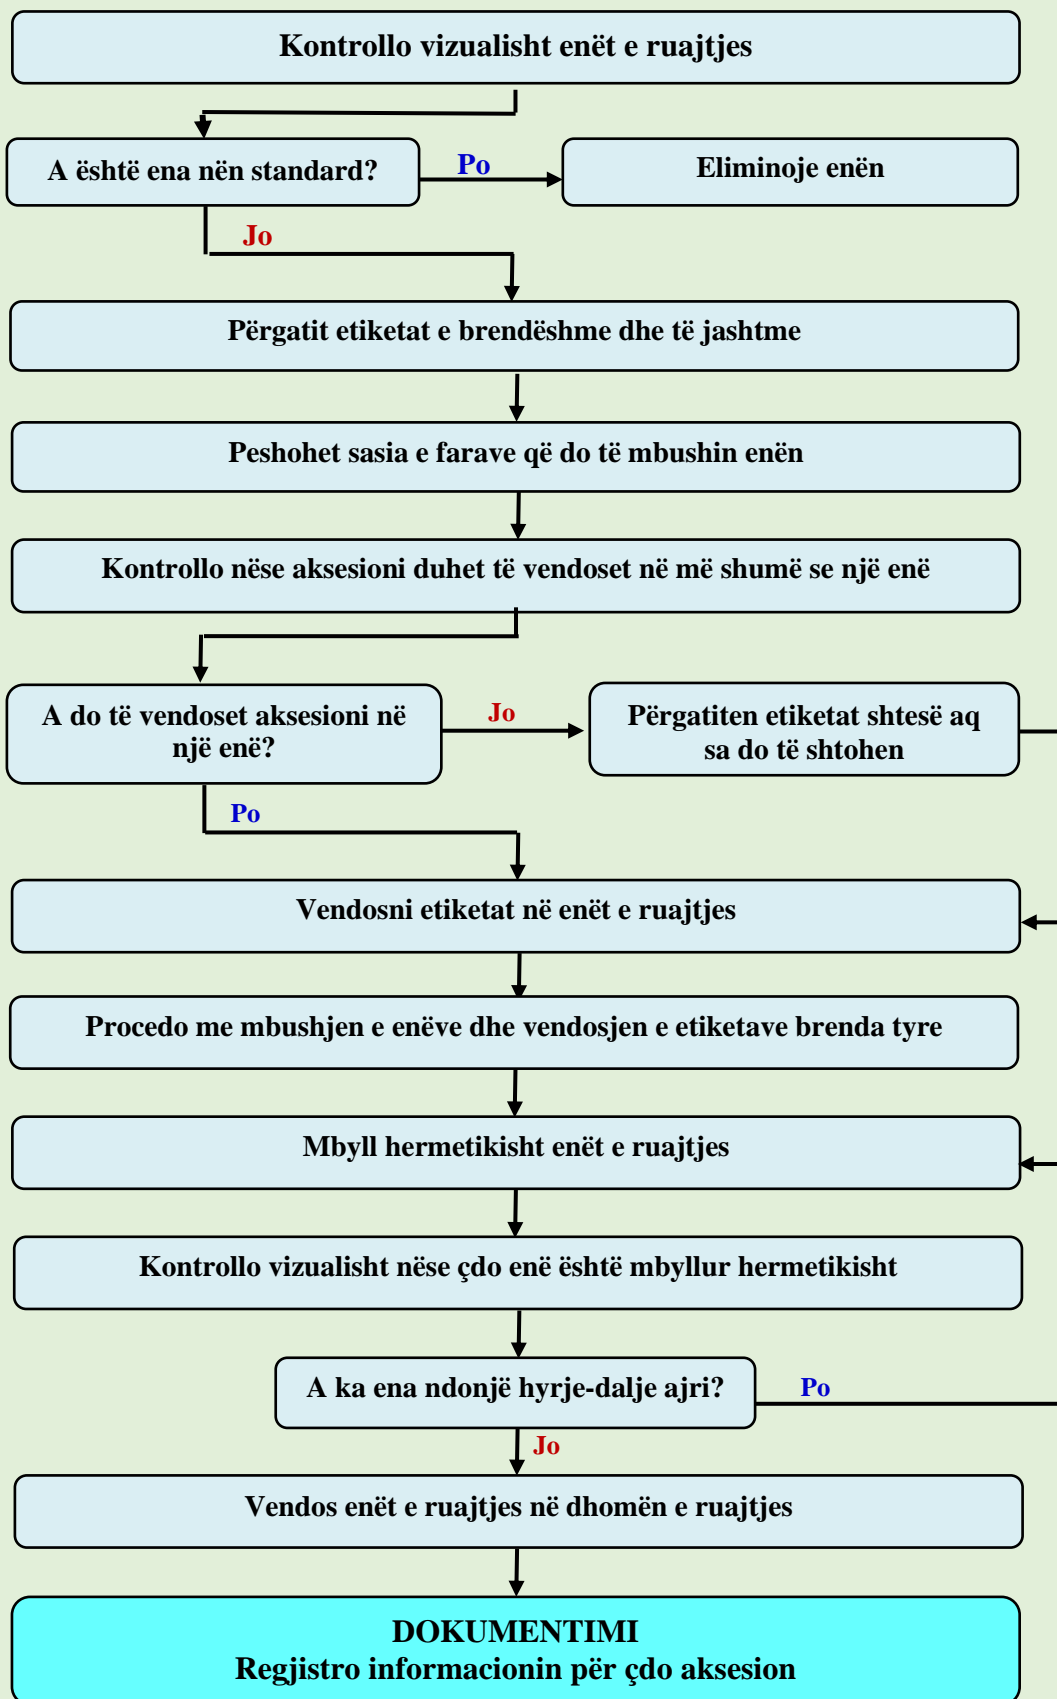 Kontrollo vizualisht enët e ruajtjes
A është ena nën standard?
Po
Eliminoje enën
Jo
Përgatit etiketat e brendëshme dhe të jashtme
Peshohet sasia e farave që do të mbushin enën
Kontrollo nëse aksesioni duhet të vendoset në më shumë se një enë
A do të vendoset aksesioni në
një enë?
Jo
Përgatiten etiketat shtesë aq
sa do të shtohen
Po
Vendosni etiketat në enët e ruajtjes
Procedo me mbushjen e enëve dhe vendosjen e etiketave brenda tyre
Mbyll hermetikisht enët e ruajtjes
Kontrollo vizualisht nëse çdo enë është mbyllur hermetikisht
A ka ena ndonjë hyrje-dalje ajri?
Po
Jo
Vendos enët e ruajtjes në dhomën e ruajtjes
DOKUMENTIMI
Regjistro informacionin për çdo aksesion